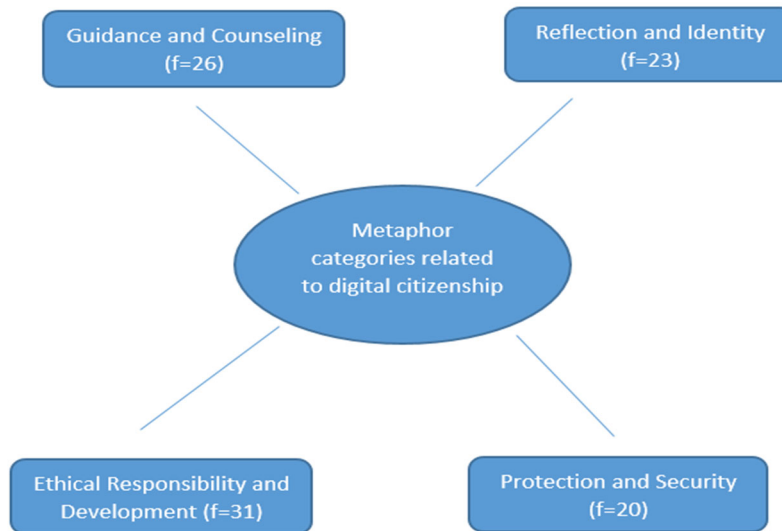 Guidance and Counseling
(f=26)
Reflection and Identity
(f=23)
Metaphor
categories related
to digital citizenship
Ethical Responsibility and
Development (f=31)
Protection and Security
(f=20)